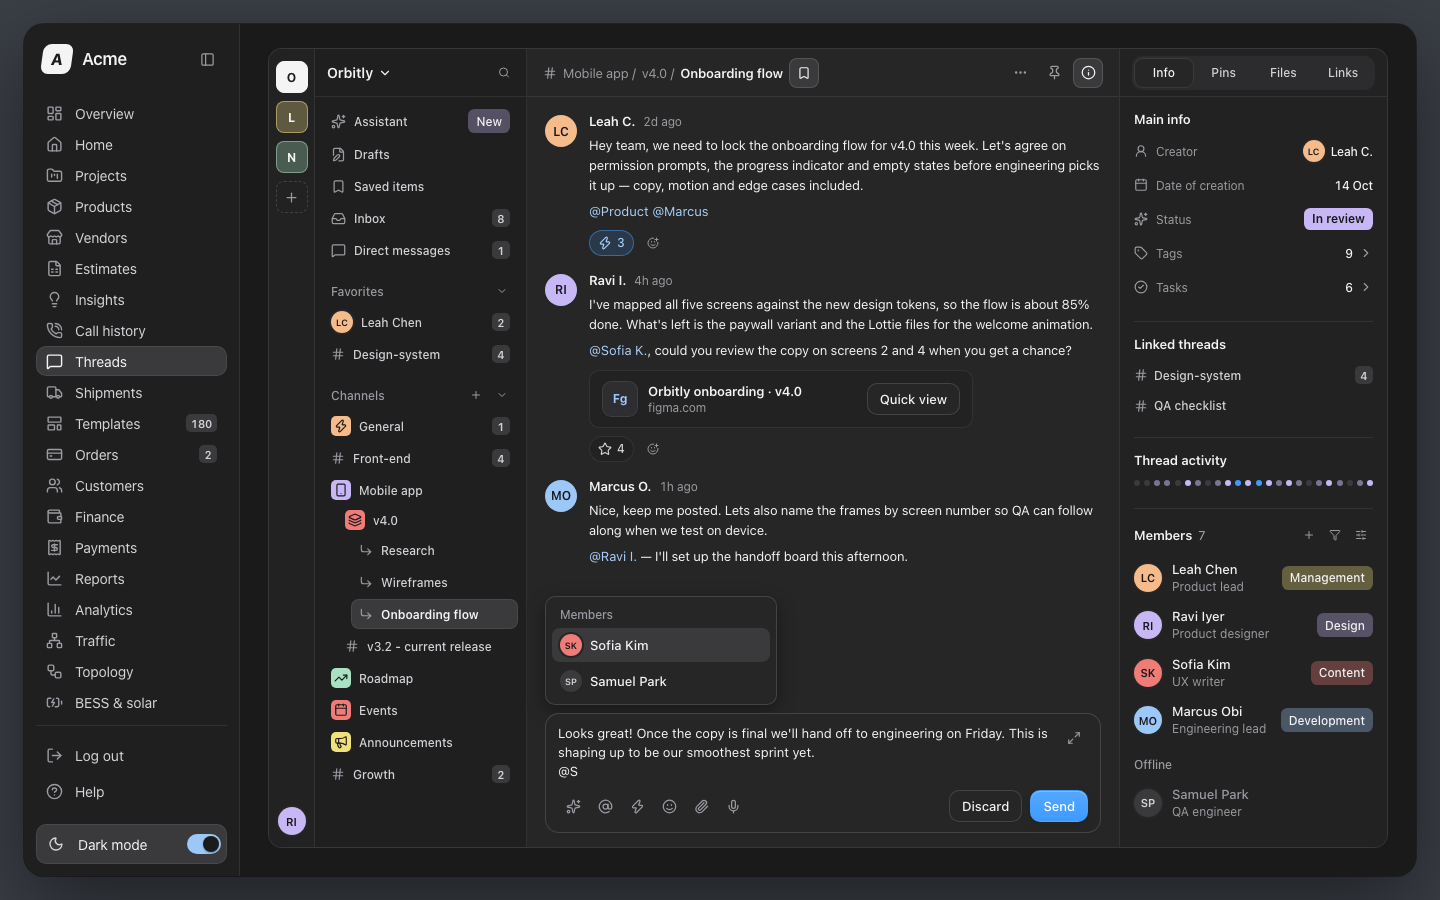 A Acme
Overview
Home
Projects
Products
Vendors
Estimates
Insights
Call history
Threads
Shipments
Templates 180
Orders 2
Customers
Finance
Payments
Reports
Analytics
Traffic
Topology
BESS & solar
Log out
Help
Dark mode
O
L
N
RI
Orbitly
Assistant New
Drafts
Saved items
Inbox 8
Direct messages 1
Favorites
LC Leah Chen 2
# Design-system 4
Channels
General 1
# Front-end 4
Mobile app
v4.0
Research
Wireframes
Onboarding flow
# v3.2 - current release
Roadmap
Events
Announcements
# Growth 2
# Mobile app / v4.0 / Onboarding flow
LC Leah C. 2d ago
Hey team, we need to lock the onboarding flow for v4.0 this week. Let's agree on
permission prompts, the progress indicator and empty states before engineering picks
it up — copy, motion and edge cases included.
@Product @Marcus
3
RI Ravi I. 4h ago
I've mapped all five screens against the new design tokens, so the flow is about 85%
done. What's left is the paywall variant and the Lottie files for the welcome animation.
@Sofia K., could you review the copy on screens 2 and 4 when you get a chance?
Fg Orbitly onboarding · v4.0
figma.com
Quick view
4
MO Marcus O. 1h ago
Nice, keep me posted. Lets also name the frames by screen number so QA can follow
along when we test on device.
@Ravi I. — I'll set up the handoff board this afternoon.
Members
SK Sofia Kim
SP Samuel Park
Looks great! Once the copy is final we'll hand off to engineering on Friday. This is
shaping up to be our smoothest sprint yet.
@S
Discard Send
Info Pins Files Links
Main info
Creator LC Leah C.
Date of creation 14 Oct
Status In review
Tags 9
Tasks 6
Linked threads
# Design-system 4
# QA checklist
Thread activity
Members 7
LC Leah Chen
Product lead
Management
RI Ravi Iyer
Product designer
Design
SK Sofia Kim
UX writer
Content
MO Marcus Obi
Engineering lead
Development
Offline
SP Samuel Park
QA engineer